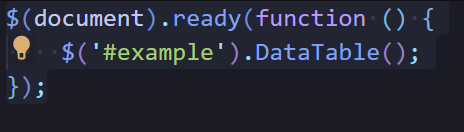 $(document).ready(function () {
$('#example').DataTable();
});